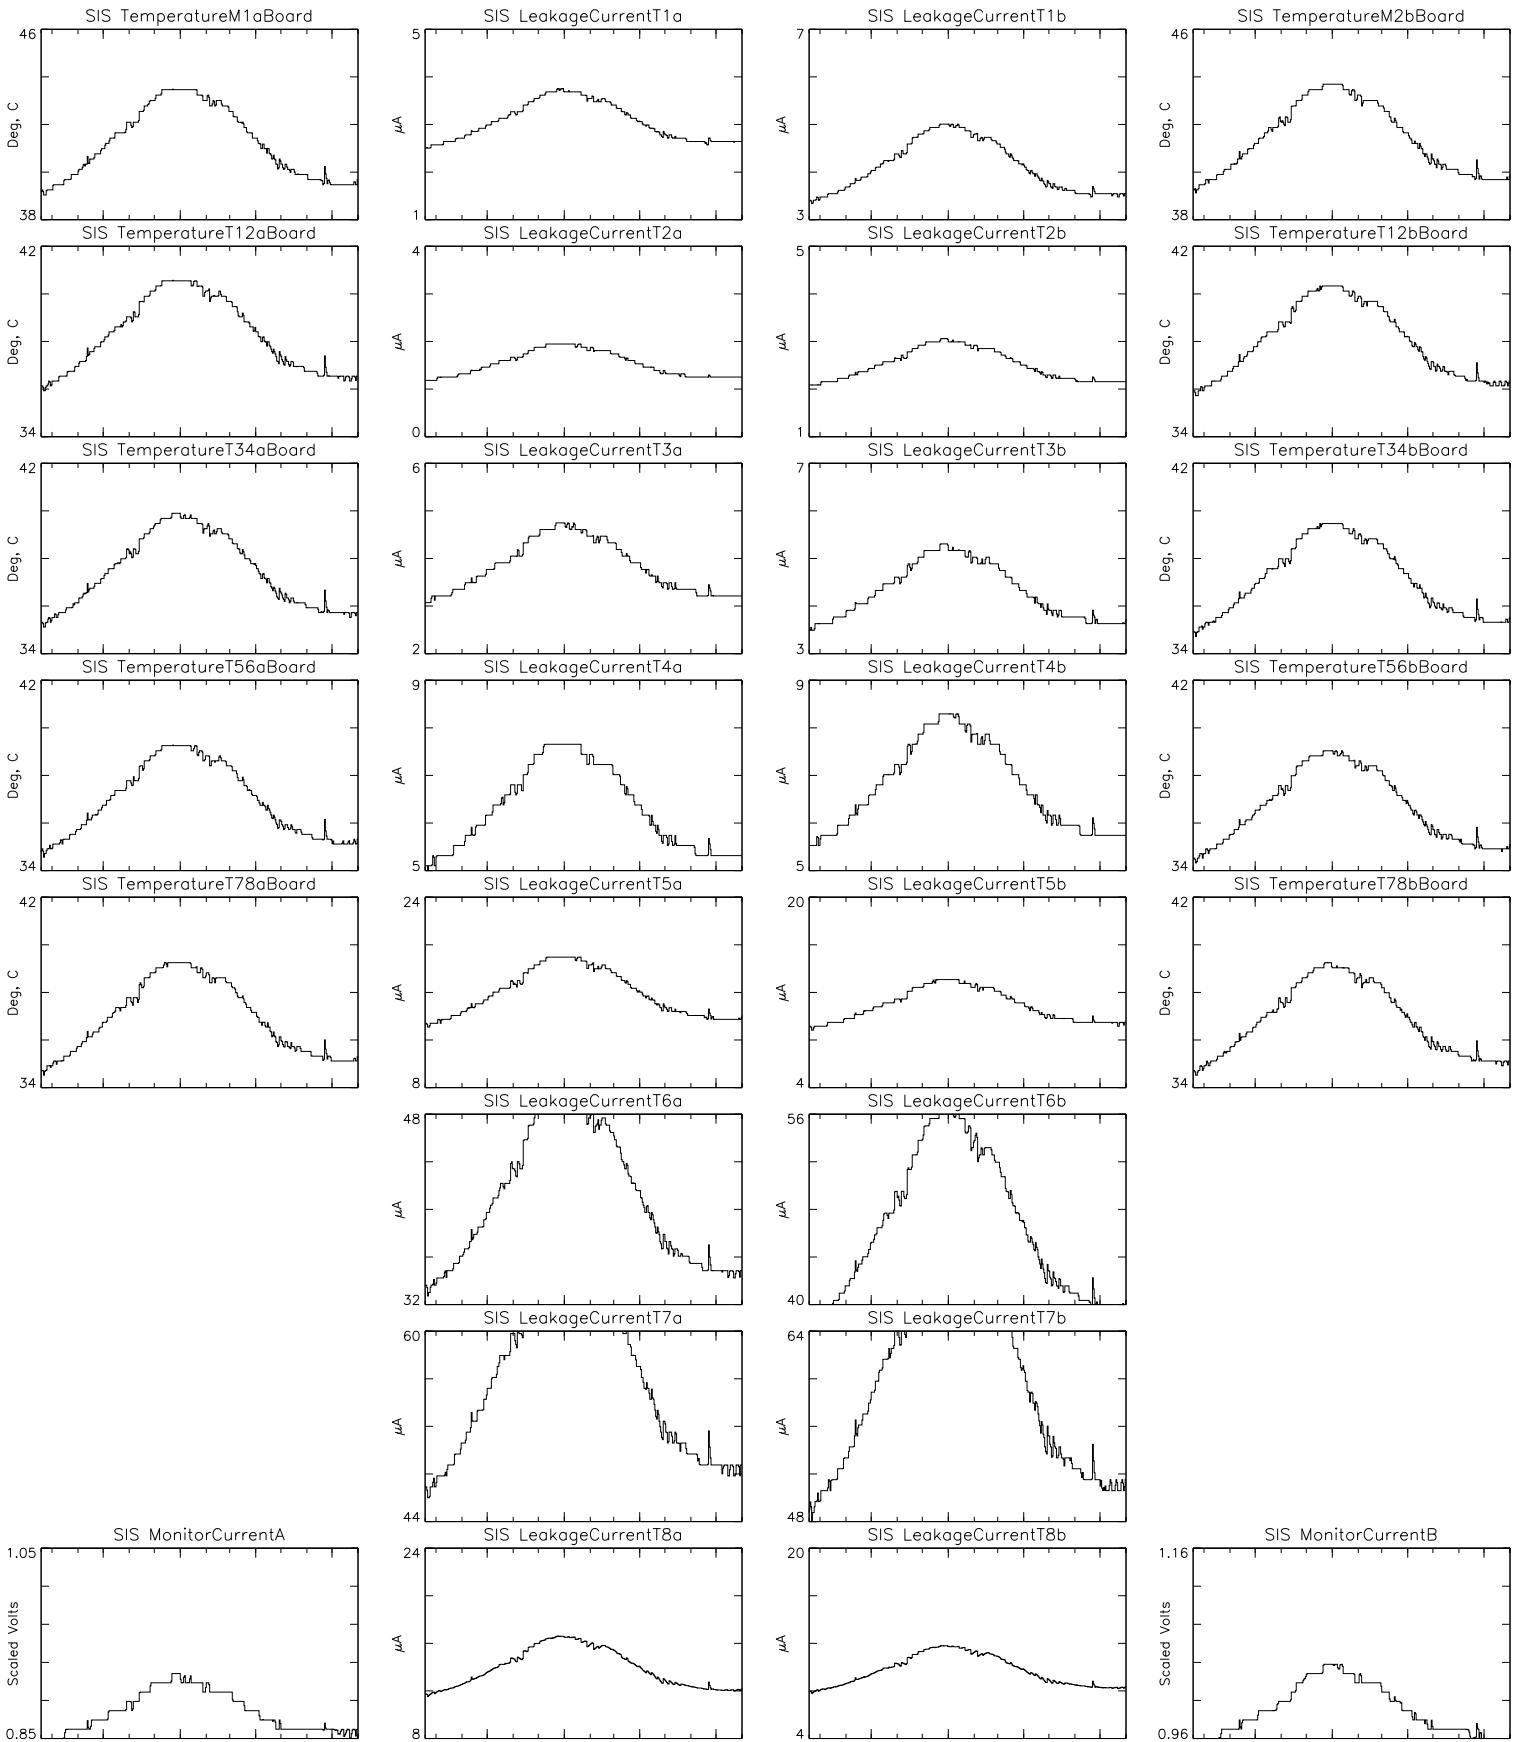 SIS TemperatureM1aBoard SIS LeakageCurrentT1a SIS LeakageCurrentT1b SIS TemperatureM2bBoard
46 5 7 46
Deg, C μA μA Deg, C
38 1 3 38
SIS TemperatureT12aBoard SIS LeakageCurrentT2a SIS LeakageCurrentT2b SIS TemperatureT12bBoard
42 4 5 42
Deg, C μA μA Deg, C
34 0 1 34
SIS TemperatureT34aBoard SIS LeakageCurrentT3a SIS LeakageCurrentT3b SIS TemperatureT34bBoard
42 6 7 42
Deg, C μA μA Deg, C
34 2 3 34
SIS TemperatureT56aBoard SIS LeakageCurrentT4a SIS LeakageCurrentT4b SIS TemperatureT56bBoard
42 9 9 42
Deg, C μA μA Deg, C
34 5 5 34
SIS TemperatureT78aBoard SIS LeakageCurrentT5a SIS LeakageCurrentT5b SIS TemperatureT78bBoard
42 24 20 42
Deg, C μA μA Deg, C
34 8 4 34
SIS LeakageCurrentT6a SIS LeakageCurrentT6b
48 56
μA μA
32 40
SIS LeakageCurrentT7a SIS LeakageCurrentT7b
60 64
μA μA
44 48
SIS MonitorCurrentA SIS LeakageCurrentT8a SIS LeakageCurrentT8b SIS MonitorCurrentB
1.05 24 20 1.16
Scaled Volts μA μA Scaled Volts
0.85 8 4 0.96